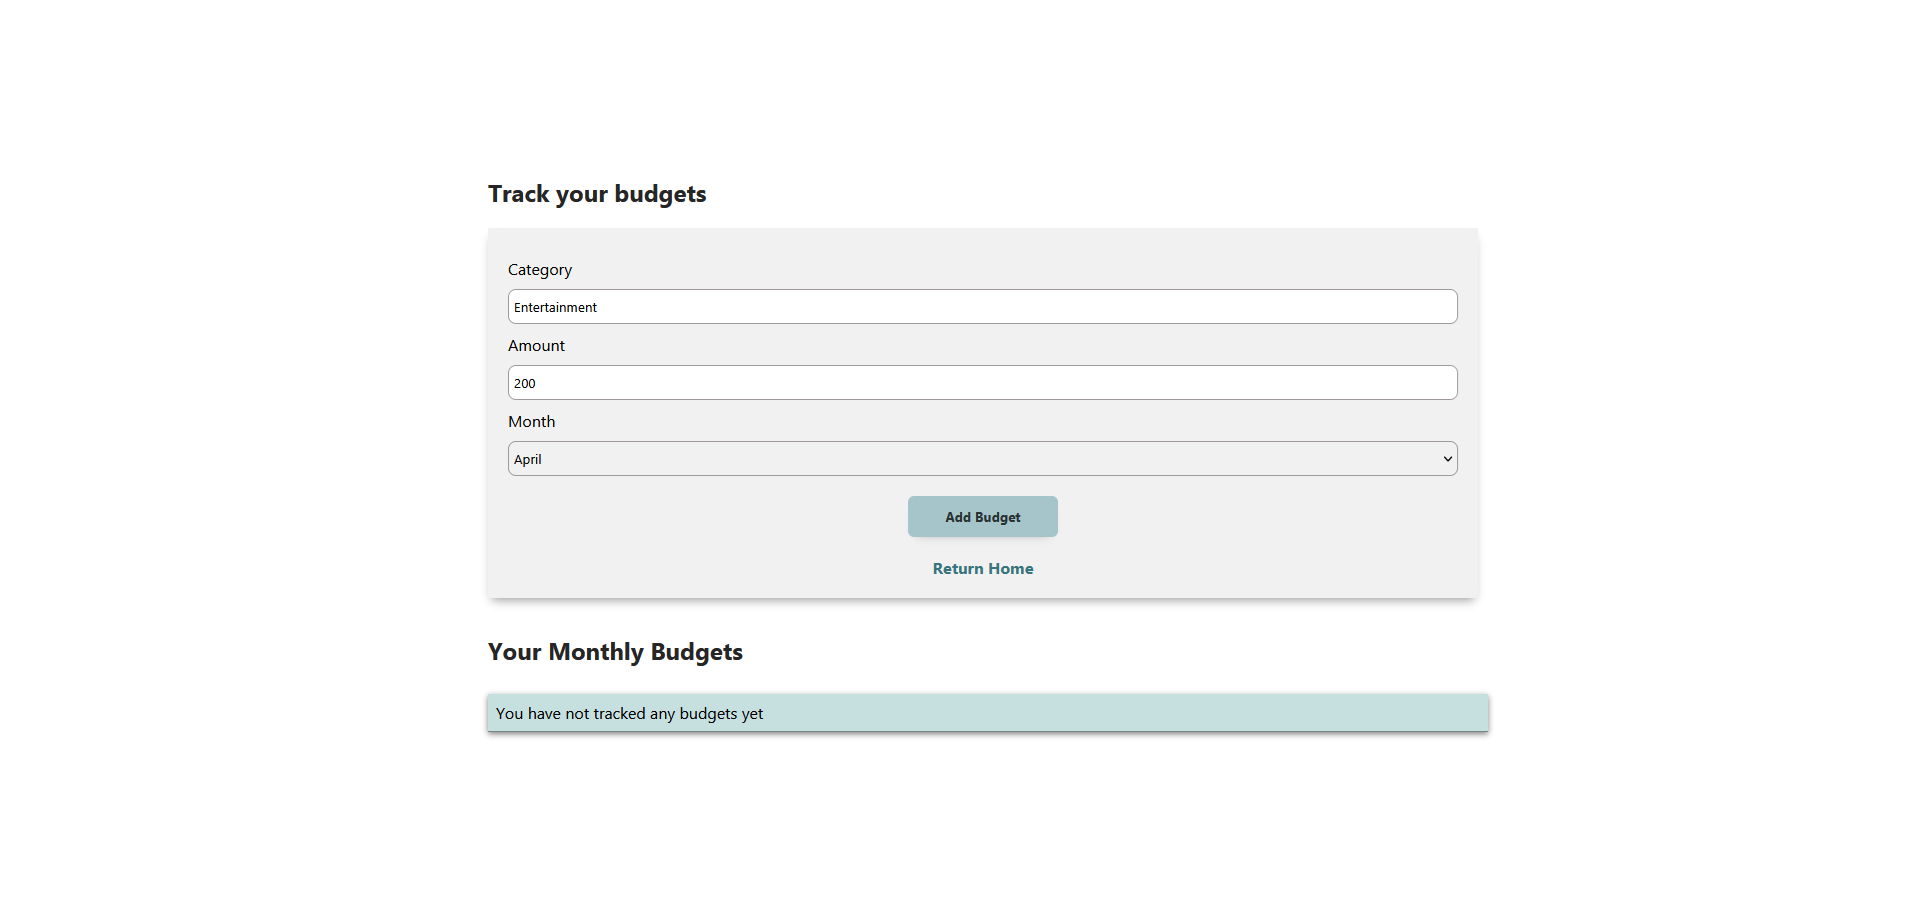 Track your budgets
Category
Entertainment
Amount
200
Month
April
Add Budget
Return Home
Your Monthly Budgets
You have not tracked any budgets yet